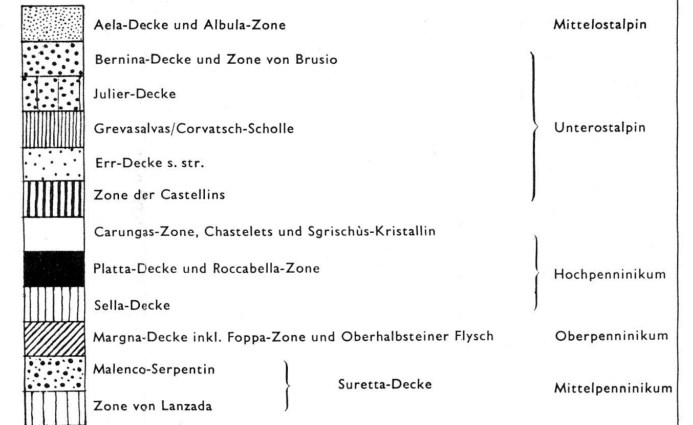 Aela-Decke und Albula-Zone Mittelostalpin
Bernina-Decke und Zone von Brusio
Julier-Decke
Grevasalvas/Corvatsch-Scholle Unterostalpin
Err-Decke s. str.
Zone der Castellins
Carungas-Zone, Chastelets und Sgrischùs-Kristallin
Platta-Decke und Roccabella-Zone Hochpenninikum
Sella-Decke
Margna-Decke inkl. Foppa-Zone und Oberhalbsteiner Flysch Oberpenninikum
Malenco-Serpentin
Suretta-Decke Mittelpenninikum
Zone von Lanzada